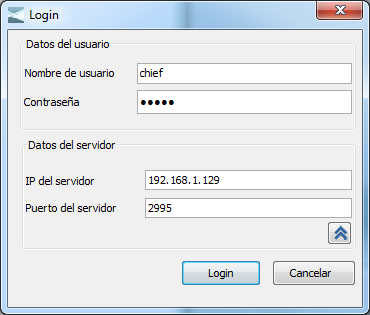 Login
Datos del usuario
Nombre de usuario chief
Contraseña •••••
Datos del servidor
IP del servidor 192.168.1.129
Puerto del servidor 2995
Login Cancelar